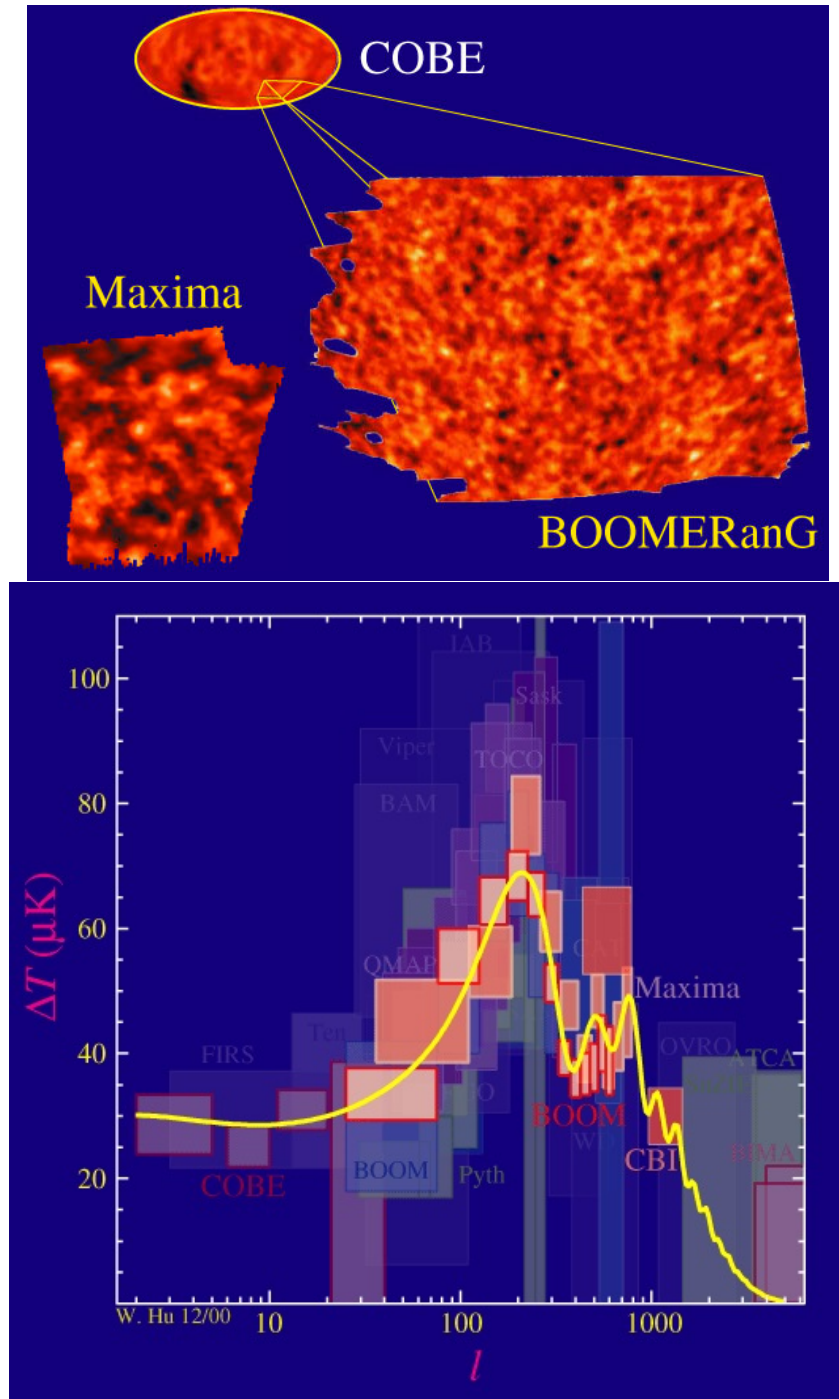 COBE
Maxima
BOOMERanG
100
80
60
40
20
ΔT (μK)
IAB
Sask
Viper
TOCO
BAM
QMAP
Maxima
FIRS
Ten
OVRO
ATCA
BOOM
BIMA
BOOM
Pyth
CBI
COBE
W. Hu 12/00
10
100
1000
l